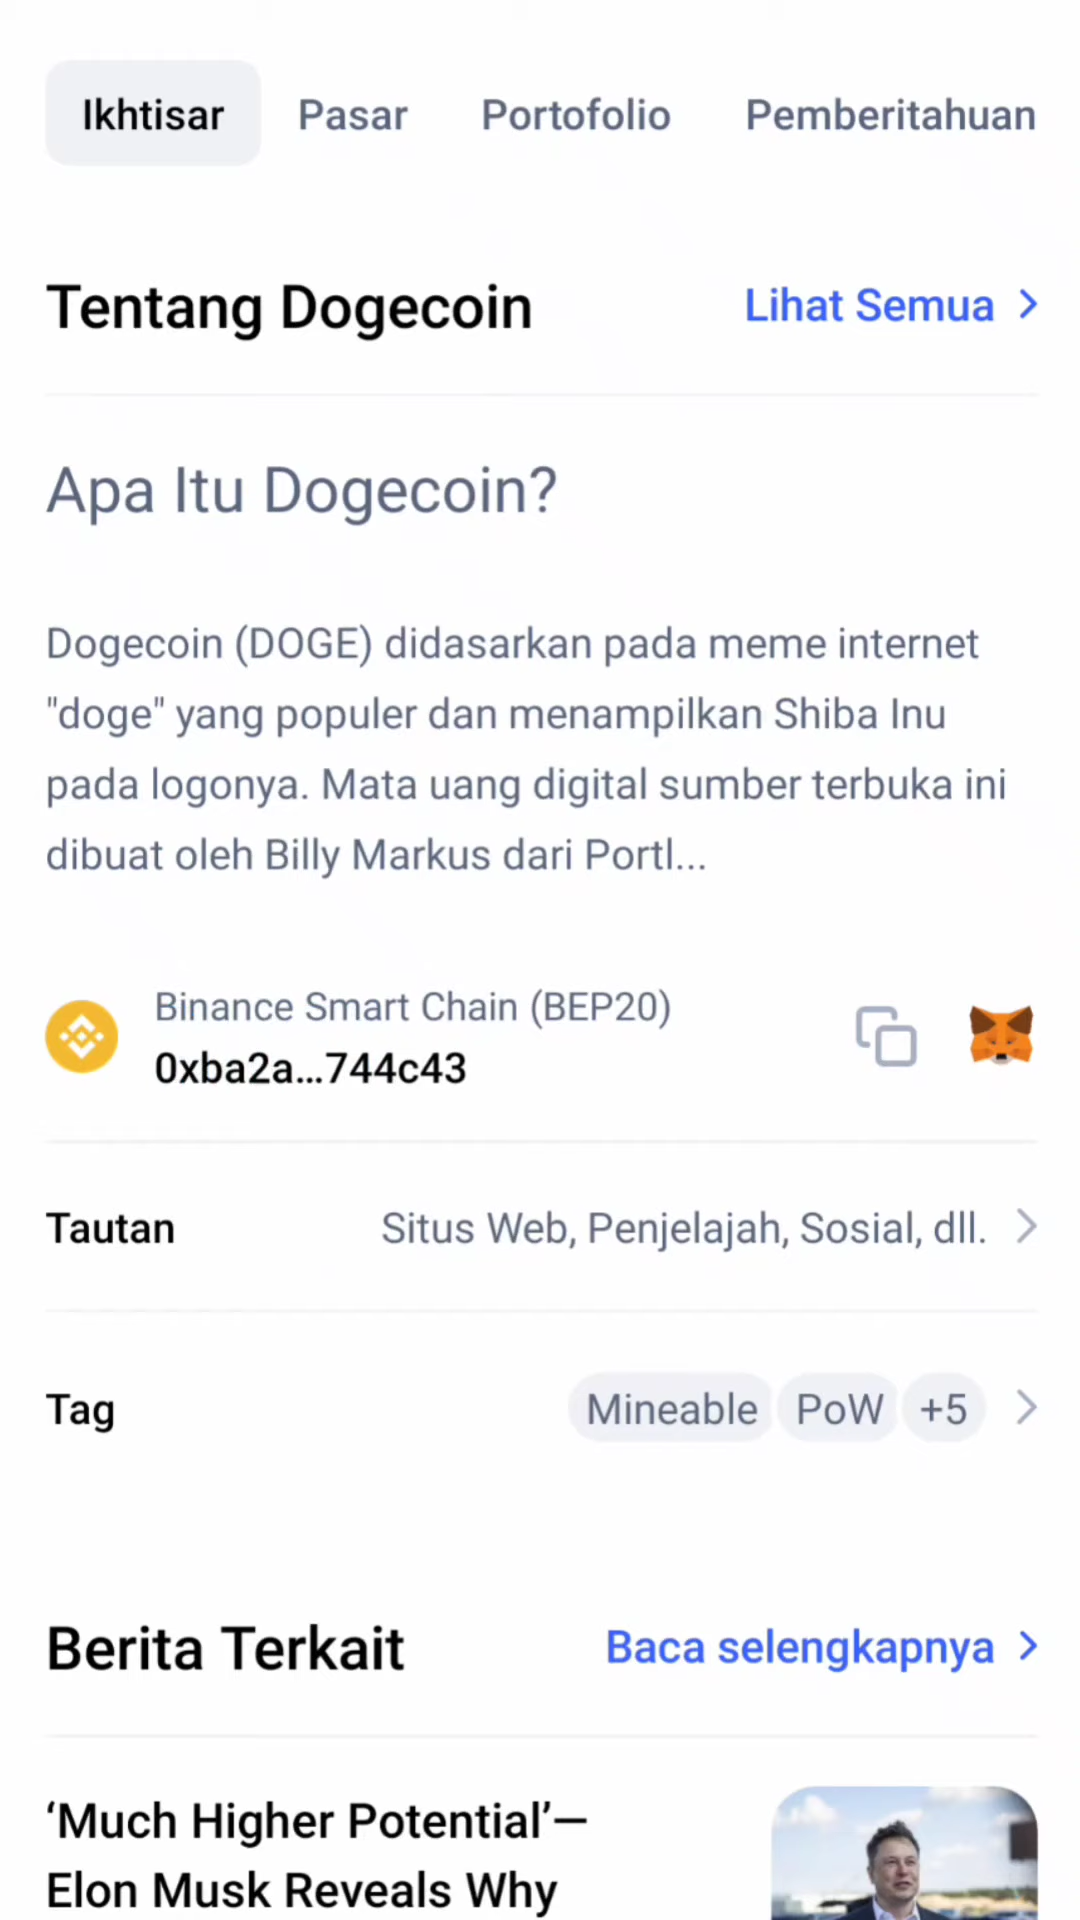 Ikhtisar Pasar Portofolio Pemberitahuan
Tentang Dogecoin Lihat Semua
Apa Itu Dogecoin?
Dogecoin (DOGE) didasarkan pada meme internet
"doge" yang populer dan menampilkan Shiba Inu
pada logonya. Mata uang digital sumber terbuka ini
dibuat oleh Billy Markus dari Portl...
Binance Smart Chain (BEP20)
0xba2a...744c43
Tautan Situs Web, Penjelajah, Sosial, dll.
Tag Mineable PoW +5
Berita Terkait Baca selengkapnya
‘Much Higher Potential’—
Elon Musk Reveals Why